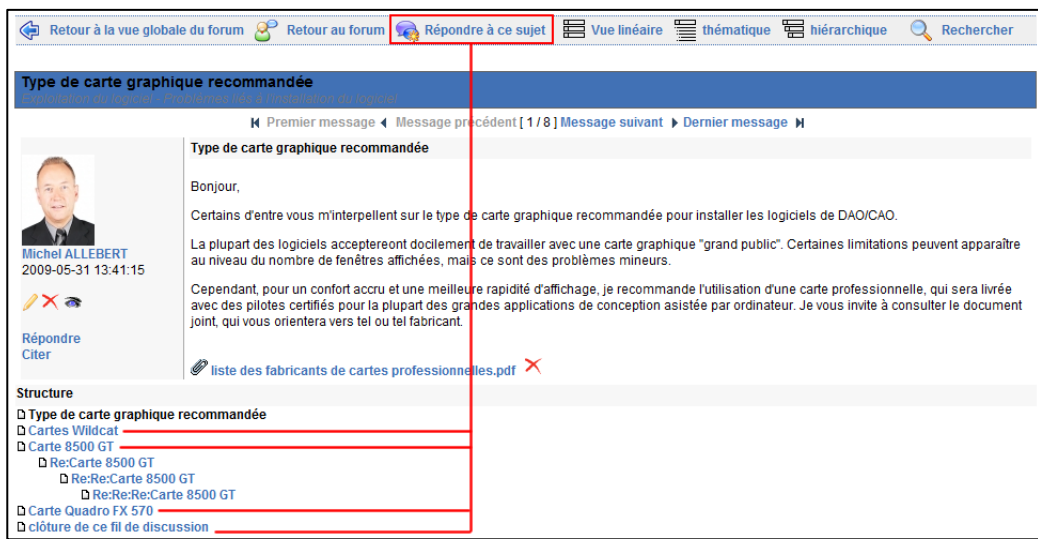 Retour à la vue globale du forum Retour au forum Répondre à ce sujet Vue linéaire thématique hiérarchique Rechercher
Type de carte graphique recommandée
Exploitation du logiciel - Problèmes liés à l'installation du logiciel
Premier message Message précédent [ 1 / 8 ] Message suivant Dernier message
Type de carte graphique recommandée
Bonjour,
Certains d'entre vous m'interpellent sur le type de carte graphique recommandée pour installer les logiciels de DAO/CAO.
La plupart des logiciels acceptereont docilement de travailler avec une carte graphique "grand public". Certaines limitations peuvent apparaître
au niveau du nombre de fenêtres affichées, mais ce sont des problèmes mineurs.
Cependant, pour un confort accru et une meilleure rapidité d'affichage, je recommande l'utilisation d'une carte professionnelle, qui sera livrée
avec des pilotes certifiés pour la plupart des grandes applications de conception asistée par ordinateur. Je vous invite à consulter le document
joint, qui vous orientera vers tel ou tel fabricant.
liste des fabricants de cartes professionnelles.pdf
Michel ALLEBERT
2009-05-31 13:41:15
Répondre
Citer
Structure
Type de carte graphique recommandée
Cartes Wildcat
Carte 8500 GT
Re:Carte 8500 GT
Re:Re:Carte 8500 GT
Re:Re:Re:Carte 8500 GT
Carte Quadro FX 570
clôture de ce fil de discussion